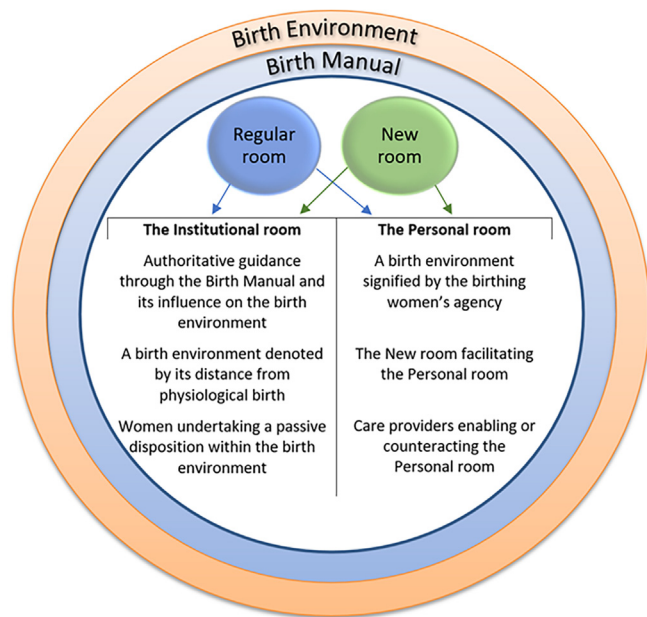 Birth Environment
Birth Manual
Regular
room
New
room
The Institutional room
Authoritative guidance
through the Birth Manual and
its influence on the birth
environment
A birth environment denoted
by its distance from
physiological birth
Women undertaking a passive
disposition within the birth
environment
The Personal room
A birth environment
signified by the birthing
women’s agency
The New room facilitating
the Personal room
Care providers enabling or
counteracting the
Personal room